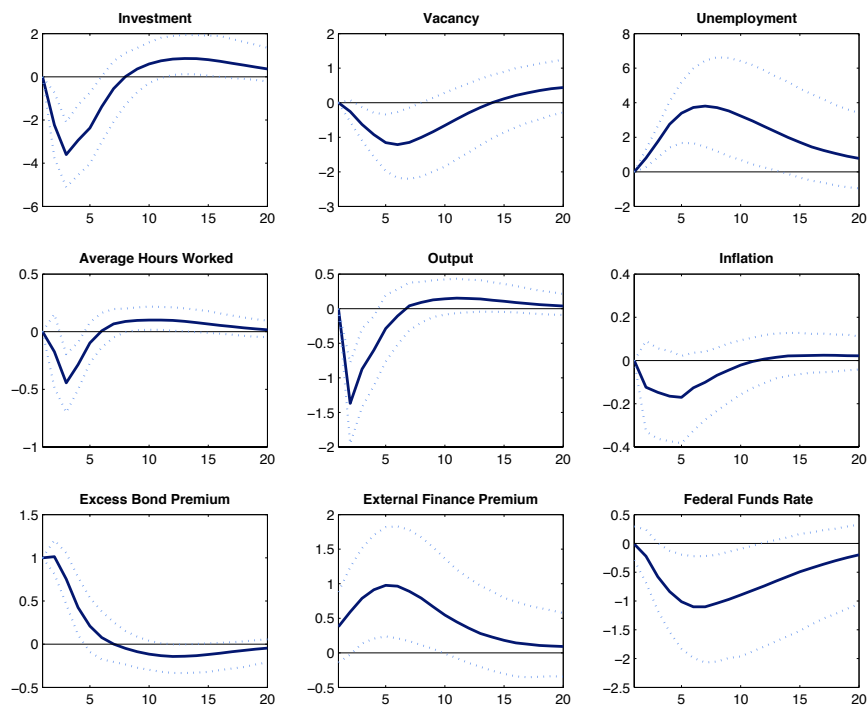 Investment
2
0
−2
−4
−6
5 10 15 20
Vacancy
2
1
0
−1
−2
−3
5 10 15 20
Unemployment
8
6
4
2
0
−2
5 10 15 20
Average Hours Worked
0.5
0
−0.5
−1
5 10 15 20
Output
0.5
0
−0.5
−1
−1.5
−2
5 10 15 20
Inflation
0.4
0.2
0
−0.2
−0.4
5 10 15 20
Excess Bond Premium
1.5
1
0.5
0
−0.5
5 10 15 20
External Finance Premium
2
1.5
1
0.5
0
−0.5
5 10 15 20
Federal Funds Rate
0.5
0
−0.5
−1
−1.5
−2
−2.5
5 10 15 20